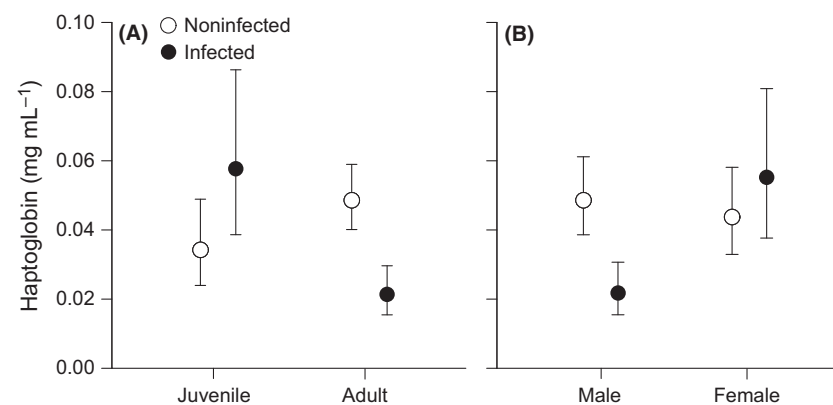 0.10
(A)
Noninfected
Infected
(B)
0.08
0.06
0.04
0.02
0.00
Haptoglobin (mg mL⁻¹)
Juvenile
Adult
Male
Female